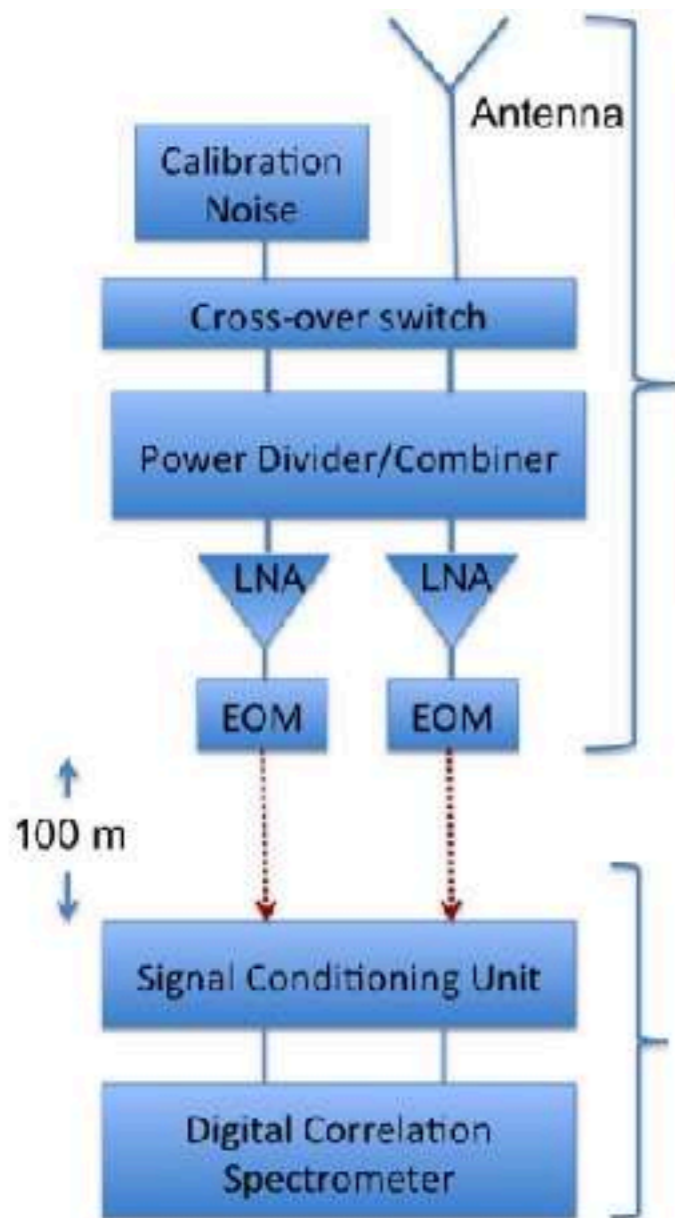 Antenna
Calibration
Noise
Cross-over switch
Power Divider/Combiner
LNA
LNA
EOM
EOM
100 m
Signal Conditioning Unit
Digital Correlation
Spectrometer